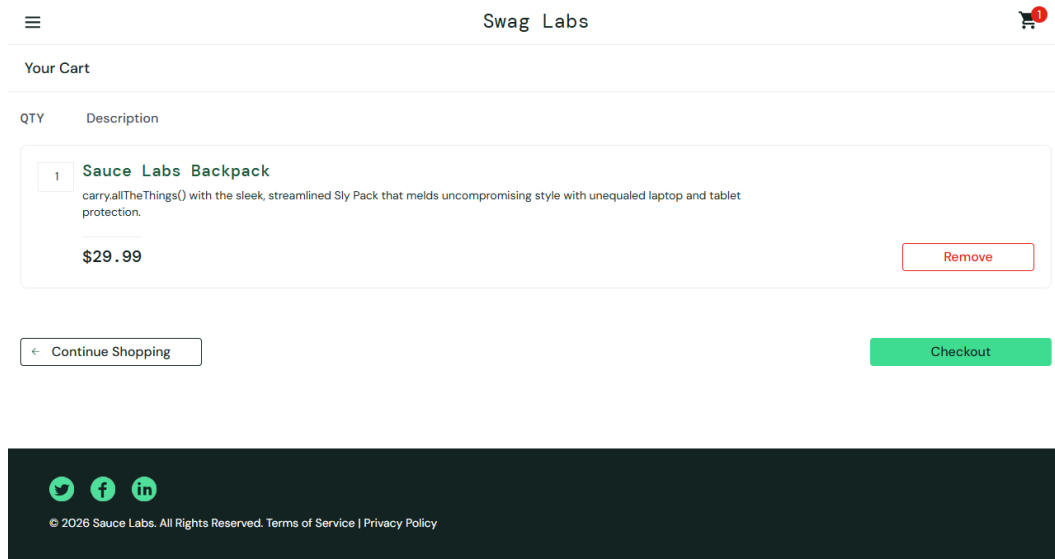 Swag Labs
1
Your Cart
QTY Description
1
Sauce Labs Backpack
carry.allTheThings() with the sleek, streamlined Sly Pack that melds uncompromising style with unequaled laptop and tablet
protection.
$29.99
Remove
← Continue Shopping
Checkout
© 2026 Sauce Labs. All Rights Reserved. Terms of Service | Privacy Policy